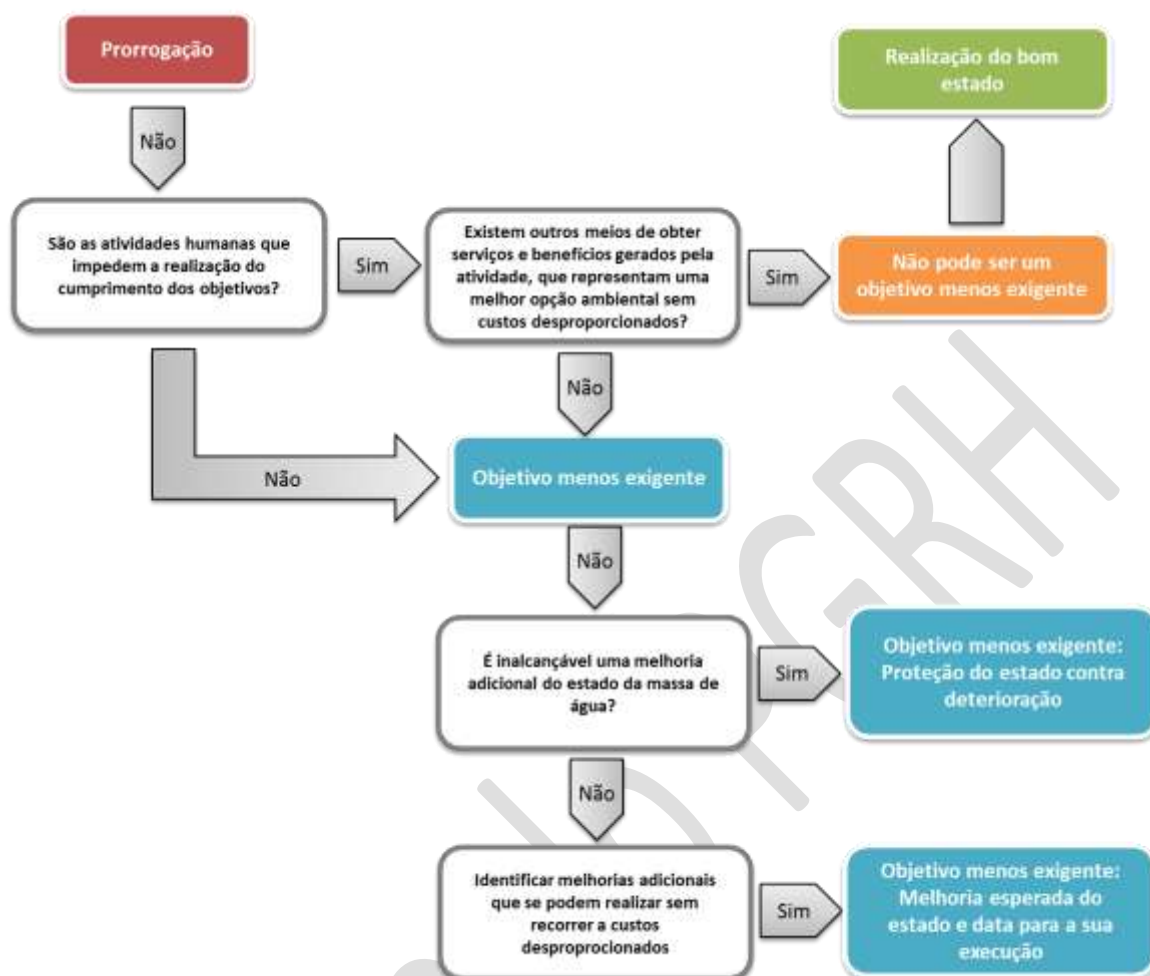 Prorrogação
Realização do bom
estado
Não
São as atividades humanas que
impedem a realização do
cumprimento dos objetivos?
Sim
Existem outros meios de obter
serviços e benefícios gerados pela
atividade, que representam uma
melhor opção ambiental sem
custos desproporcionados?
Sim
Não pode ser um
objetivo menos exigente
Não
Não
Objetivo menos exigente
Não
É inalcançável uma melhoria
adicional do estado da massa de
água?
Sim
Objetivo menos exigente:
Proteção do estado contra
deterioração
Não
Identificar melhorias adicionais
que se podem realizar sem
recorrer a custos
desproprocionados
Sim
Objetivo menos exigente:
Melhoria esperada do
estado e data para a sua
execução
PGRH